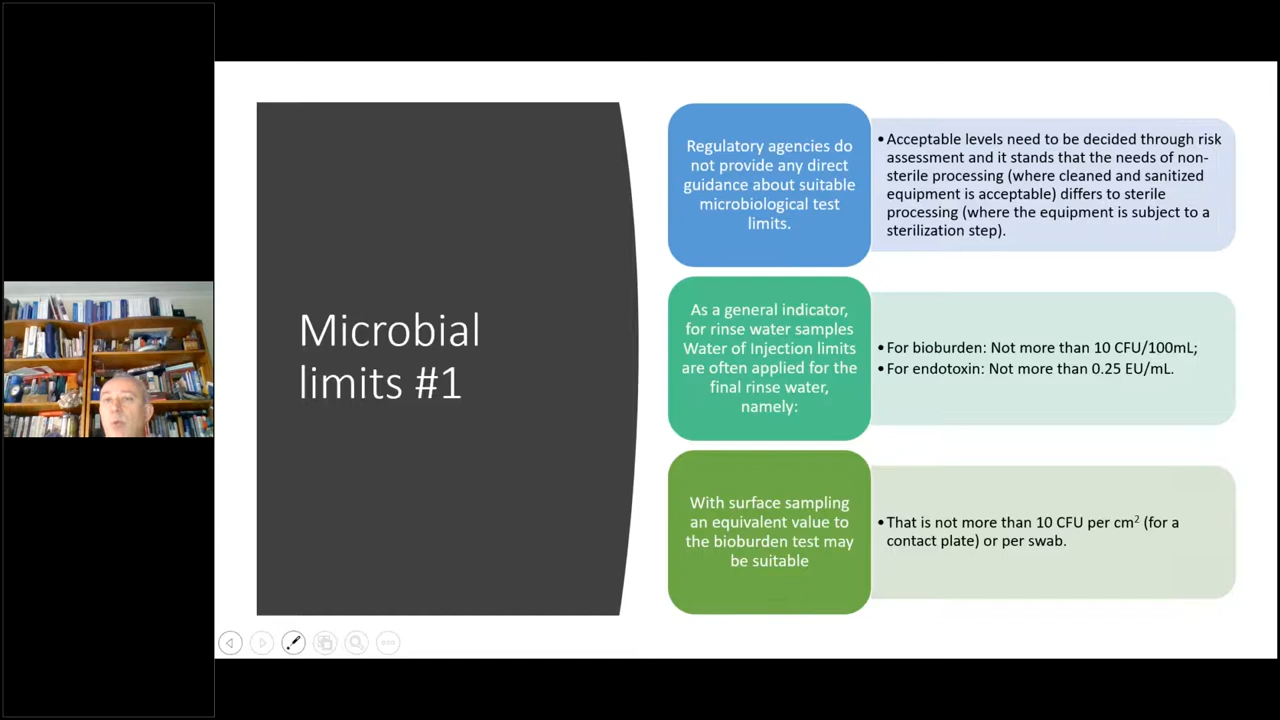 Microbial
limits #1
Regulatory agencies do
not provide any direct
guidance about suitable
microbiological test
limits.
•Acceptable levels need to be decided through risk
assessment and it stands that the needs of non-
sterile processing (where cleaned and sanitized
equipment is acceptable) differs to sterile
processing (where the equipment is subject to a
sterilization step).
As a general indicator,
for rinse water samples
Water of Injection limits
are often applied for the
final rinse water,
namely:
•For bioburden: Not more than 10 CFU/100mL;
•For endotoxin: Not more than 0.25 EU/mL.
With surface sampling
an equivalent value to
the bioburden test may
be suitable
•That is not more than 10 CFU per cm² (for a
contact plate) or per swab.